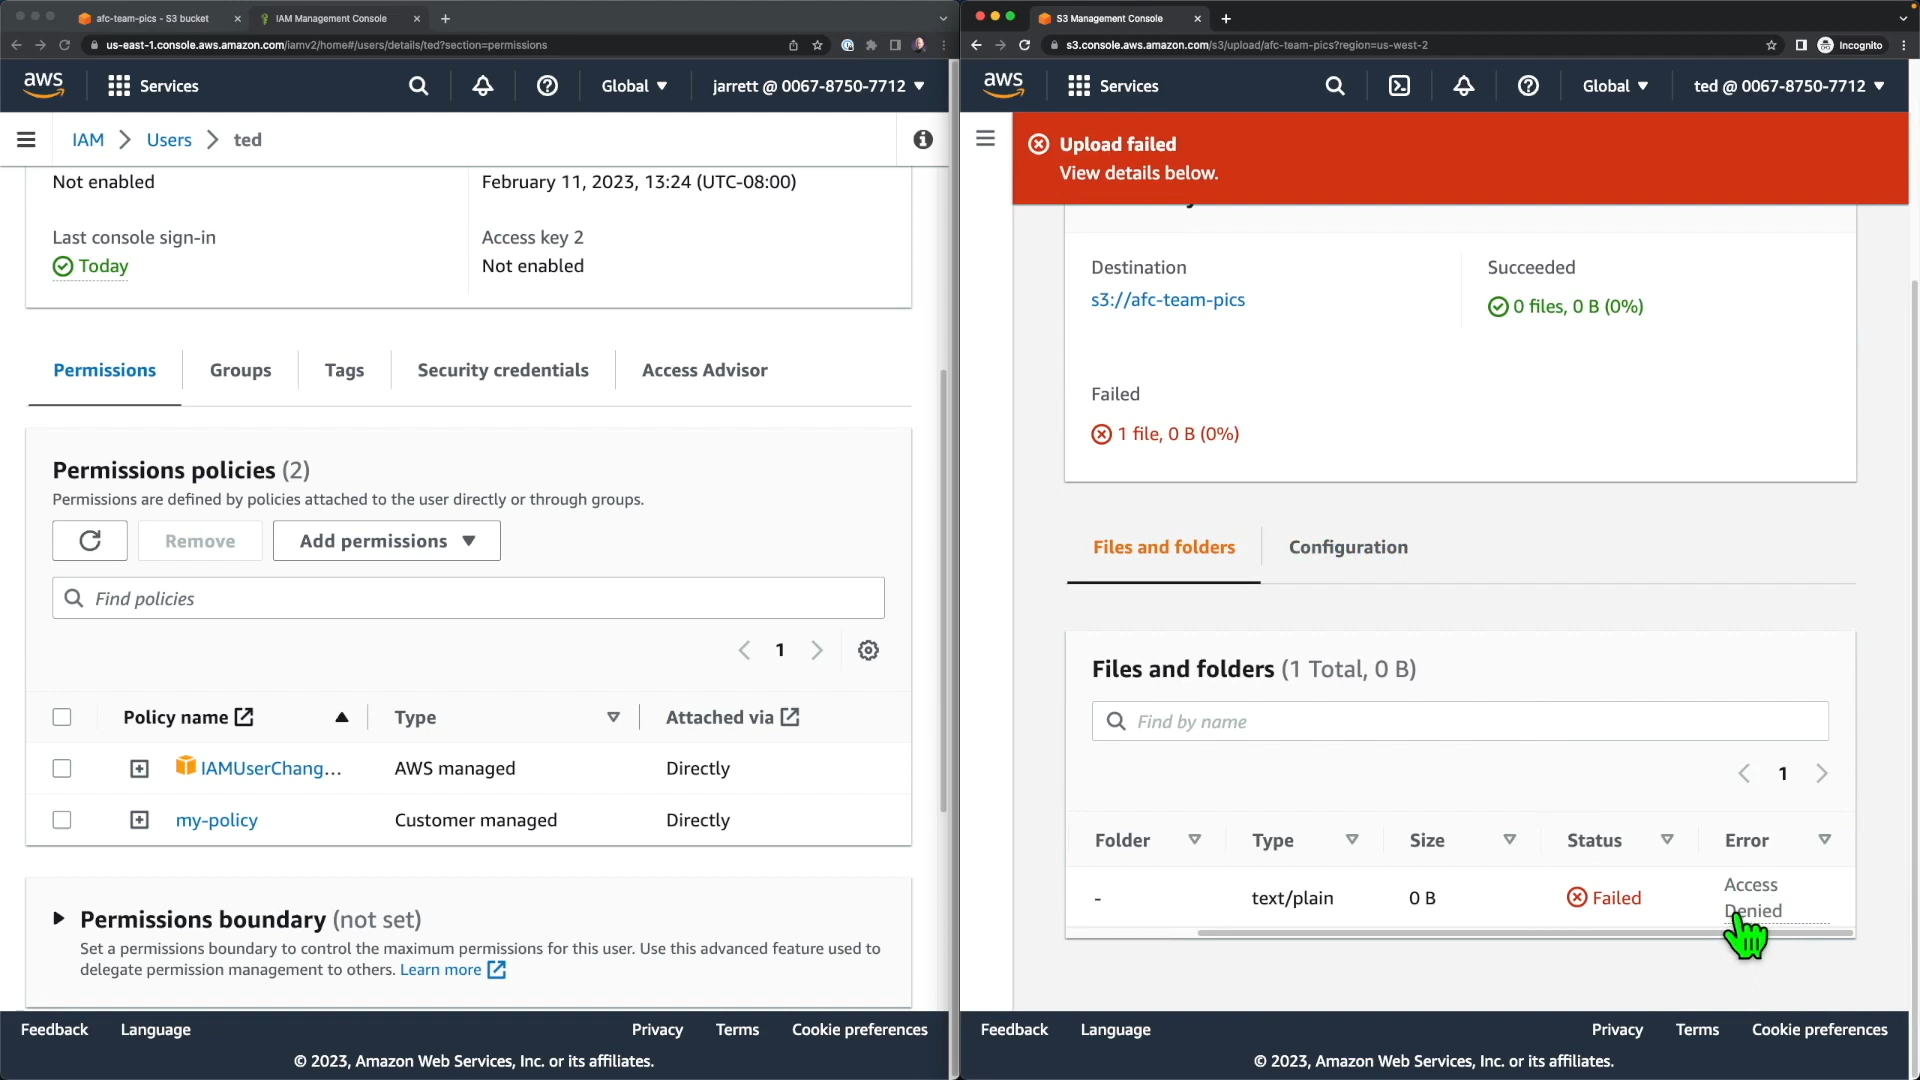 afc-team-pics - S3 bucket
IAM Management Console
us-east-1.console.aws.amazon.com/iamv2/home#/users/details/ted?section=permissions
aws
Services
Global
jarrett @ 0067-8750-7712
IAM
Users
ted
Not enabled
February 11, 2023, 13:24 (UTC-08:00)
Last console sign-in
Access key 2
Today
Not enabled
Permissions
Groups
Tags
Security credentials
Access Advisor
Permissions policies (2)
Permissions are defined by policies attached to the user directly or through groups.
Remove
Add permissions
Find policies
1
Policy name
Type
Attached via
IAMUserChang...
AWS managed
Directly
my-policy
Customer managed
Directly
Permissions boundary (not set)
Set a permissions boundary to control the maximum permissions for this user. Use this advanced feature used to
delegate permission management to others. Learn more
Feedback
Language
Privacy
Terms
Cookie preferences
© 2023, Amazon Web Services, Inc. or its affiliates.
S3 Management Console
s3.console.aws.amazon.com/s3/upload/afc-team-pics?region=us-west-2
Incognito
aws
Services
Global
ted @ 0067-8750-7712
Upload failed
View details below.
Destination
Succeeded
s3://afc-team-pics
0 files, 0 B (0%)
Failed
1 file, 0 B (0%)
Files and folders
Configuration
Files and folders (1 Total, 0 B)
Find by name
1
Folder
Type
Size
Status
Error
-
text/plain
0 B
Failed
Access
Denied
Feedback
Language
Privacy
Terms
Cookie preferences
© 2023, Amazon Web Services, Inc. or its affiliates.